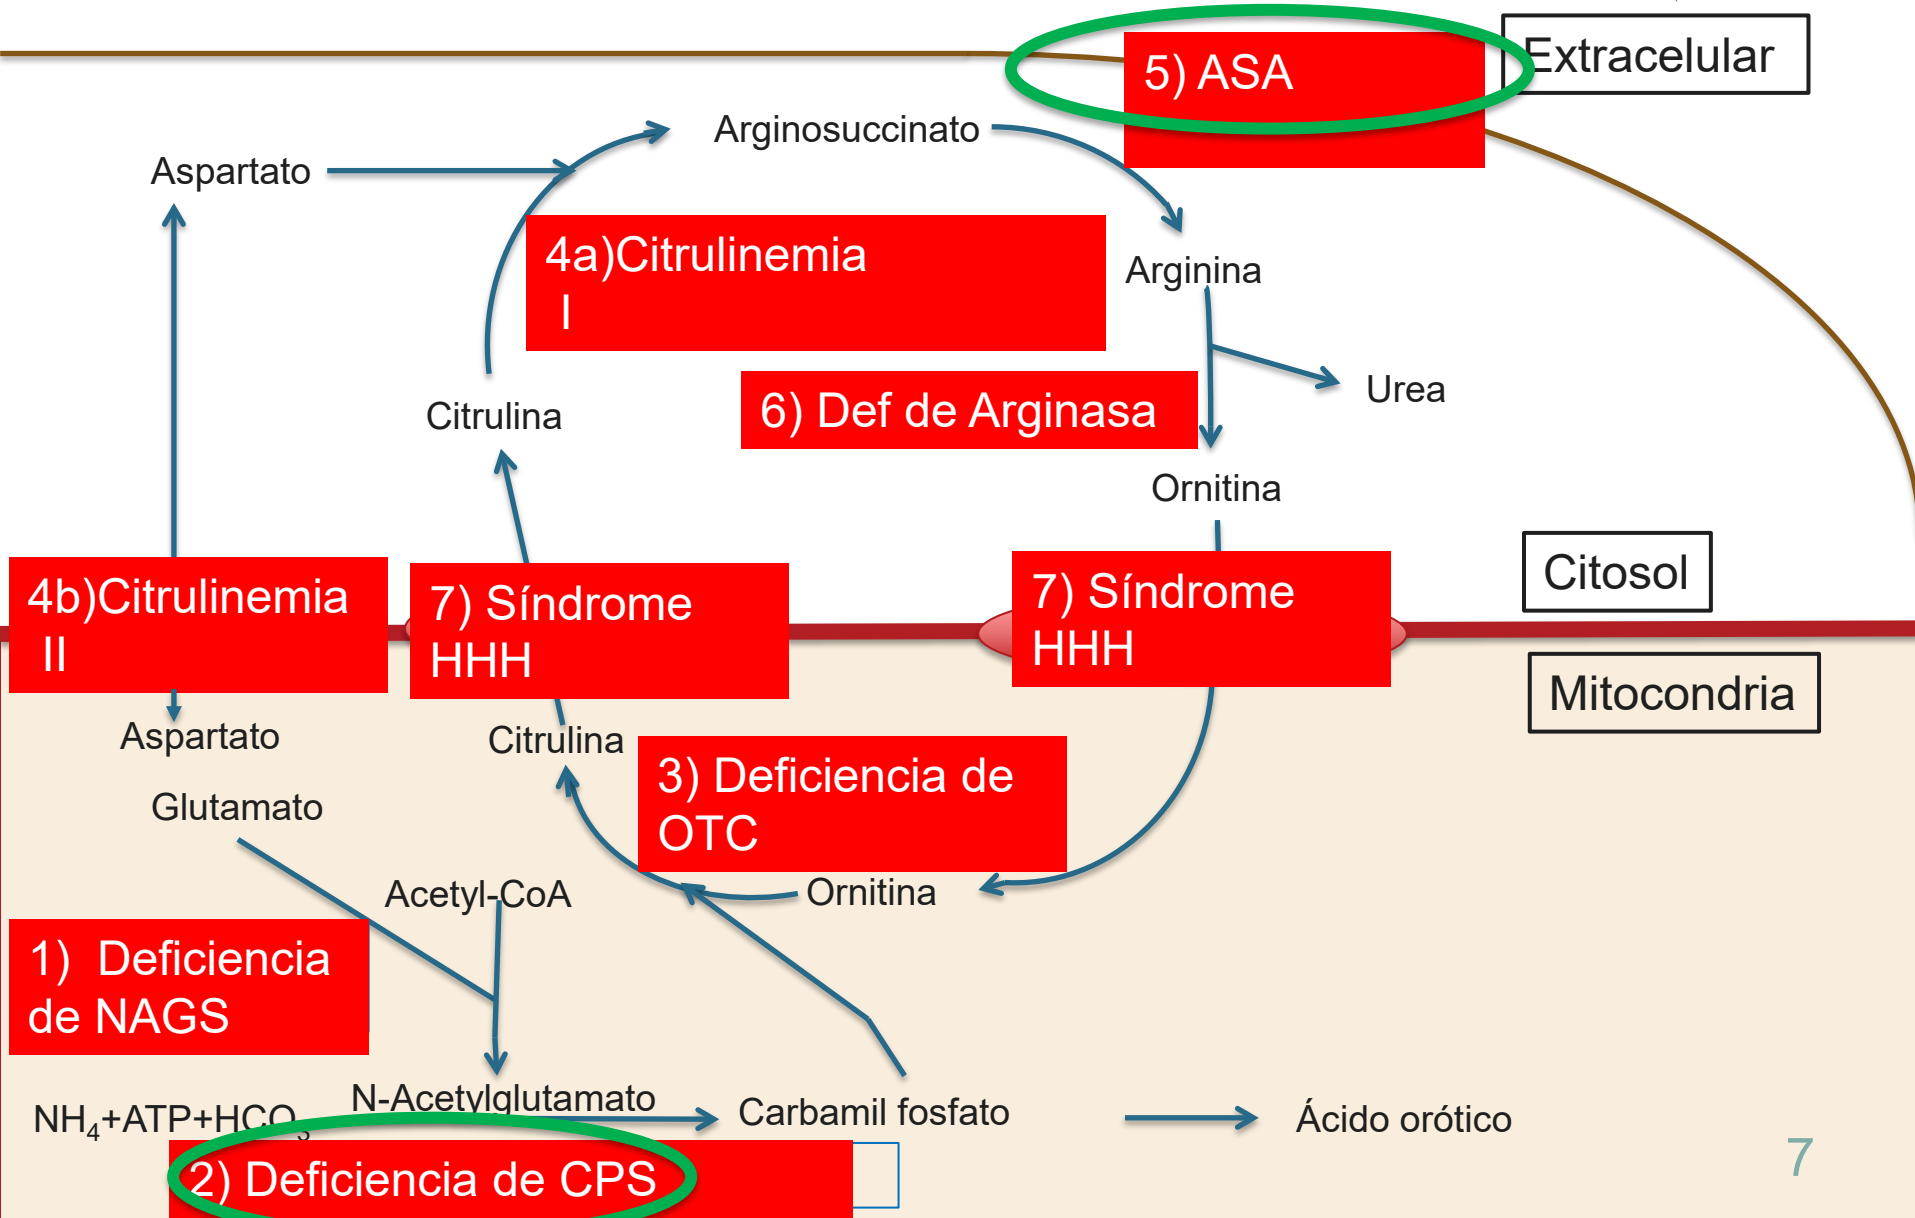 5) ASA
Extracelular
Arginosuccinato
Aspartato
4a)Citrulinemia
I
Arginina
6) Def de Arginasa
Urea
Citrulina
Ornitina
Citosol
4b)Citrulinemia
II
7) Síndrome
HHH
7) Síndrome
HHH
Mitocondria
Aspartato
Citrulina
3) Deficiencia de
OTC
Glutamato
Acetyl-CoA
Ornitina
1) Deficiencia
de NAGS
NH₄+ATP+HCO₃
N-Acetylglutamato
Carbamil fosfato
Ácido orótico
2) Deficiencia de CPS
7